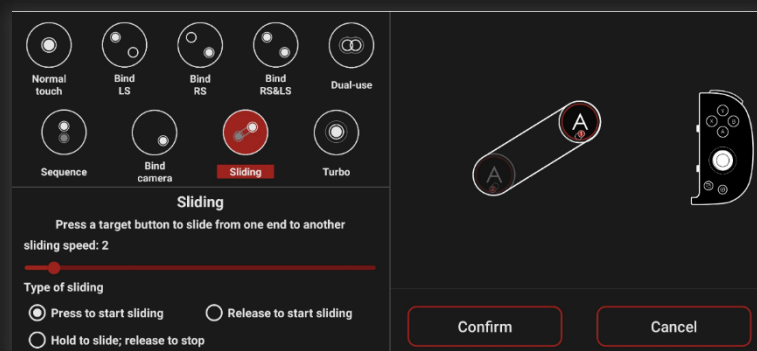 Normal
touch
Bind
LS
Bind
RS
Bind
RS&LS
Dual-use
Sequence
Bind
camera
Sliding
Turbo
Sliding
Press a target button to slide from one end to another
sliding speed: 2
Type of sliding
Press to start sliding
Release to start sliding
Hold to slide; release to stop
A
A
Y
X
B
A
Confirm
Cancel